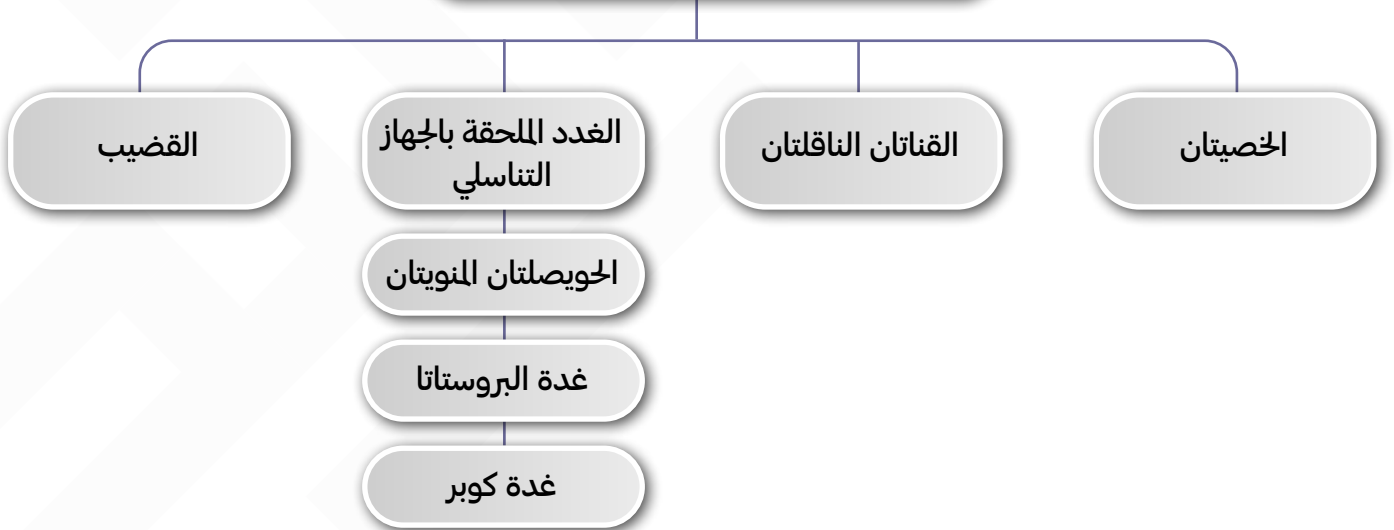 الخصيتان
القناتان الناقلتان
الغدد الملحقة بالجهاز
التناسلي
القضيب
الحويصلتان المنويتان
غدة البروستاتا
غدة كوبر